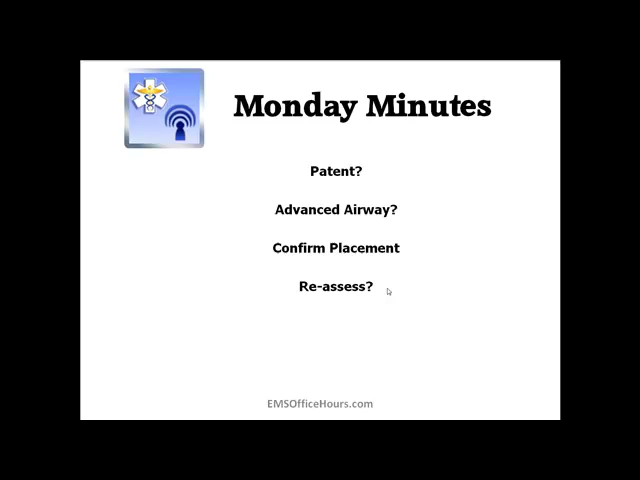 Monday Minutes
Patent?
Advanced Airway?
Confirm Placement
Re-assess?
EMSOfficeHours.com